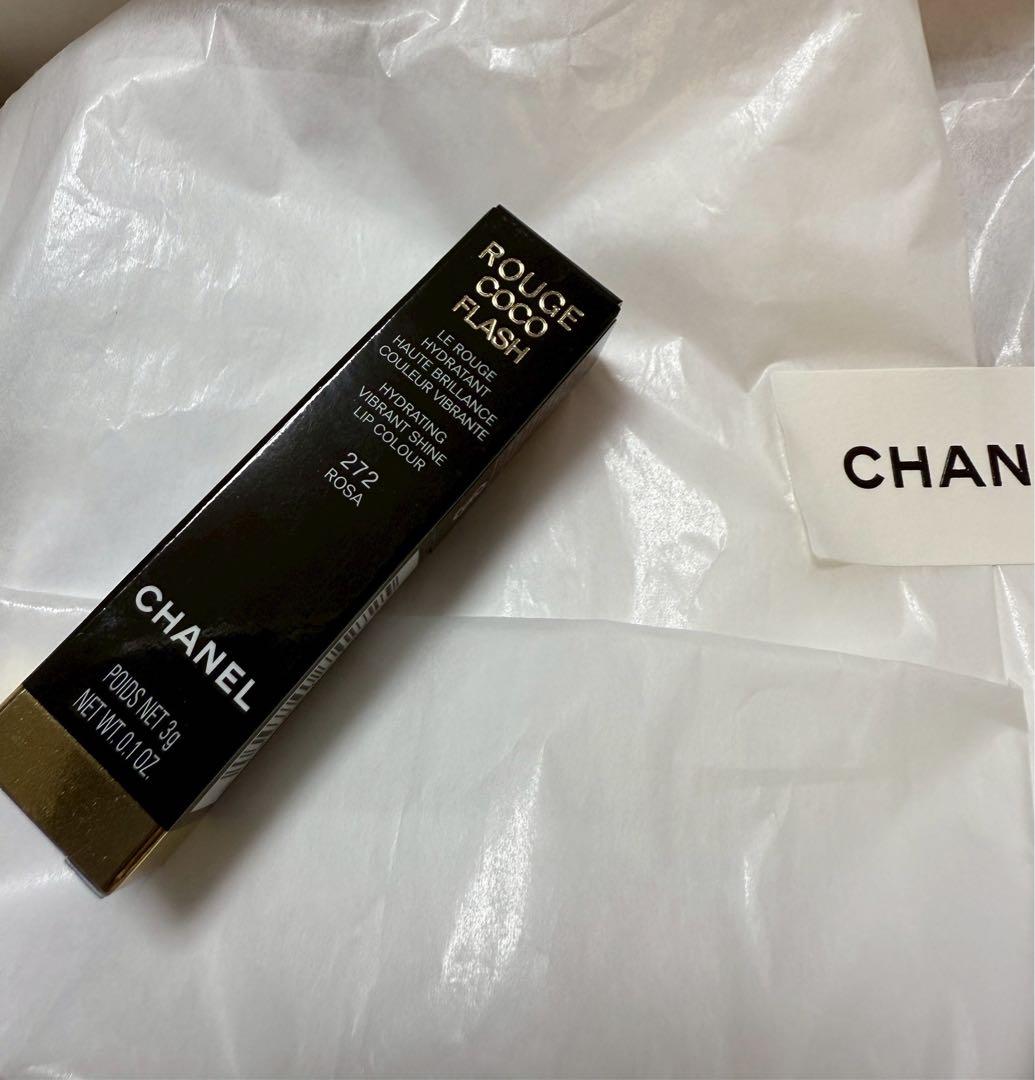 ROUGE
COCO
FLASH
LE ROUGE
HYDRATANT
HAUTE BRILLANCE
COULEUR VIBRANTE
HYDRATING
VIBRANT SHINE
LIP COLOUR
272
ROSA
CHANEL
POIDS NET 3g
NET WT. 0.1 OZ.
CHAN